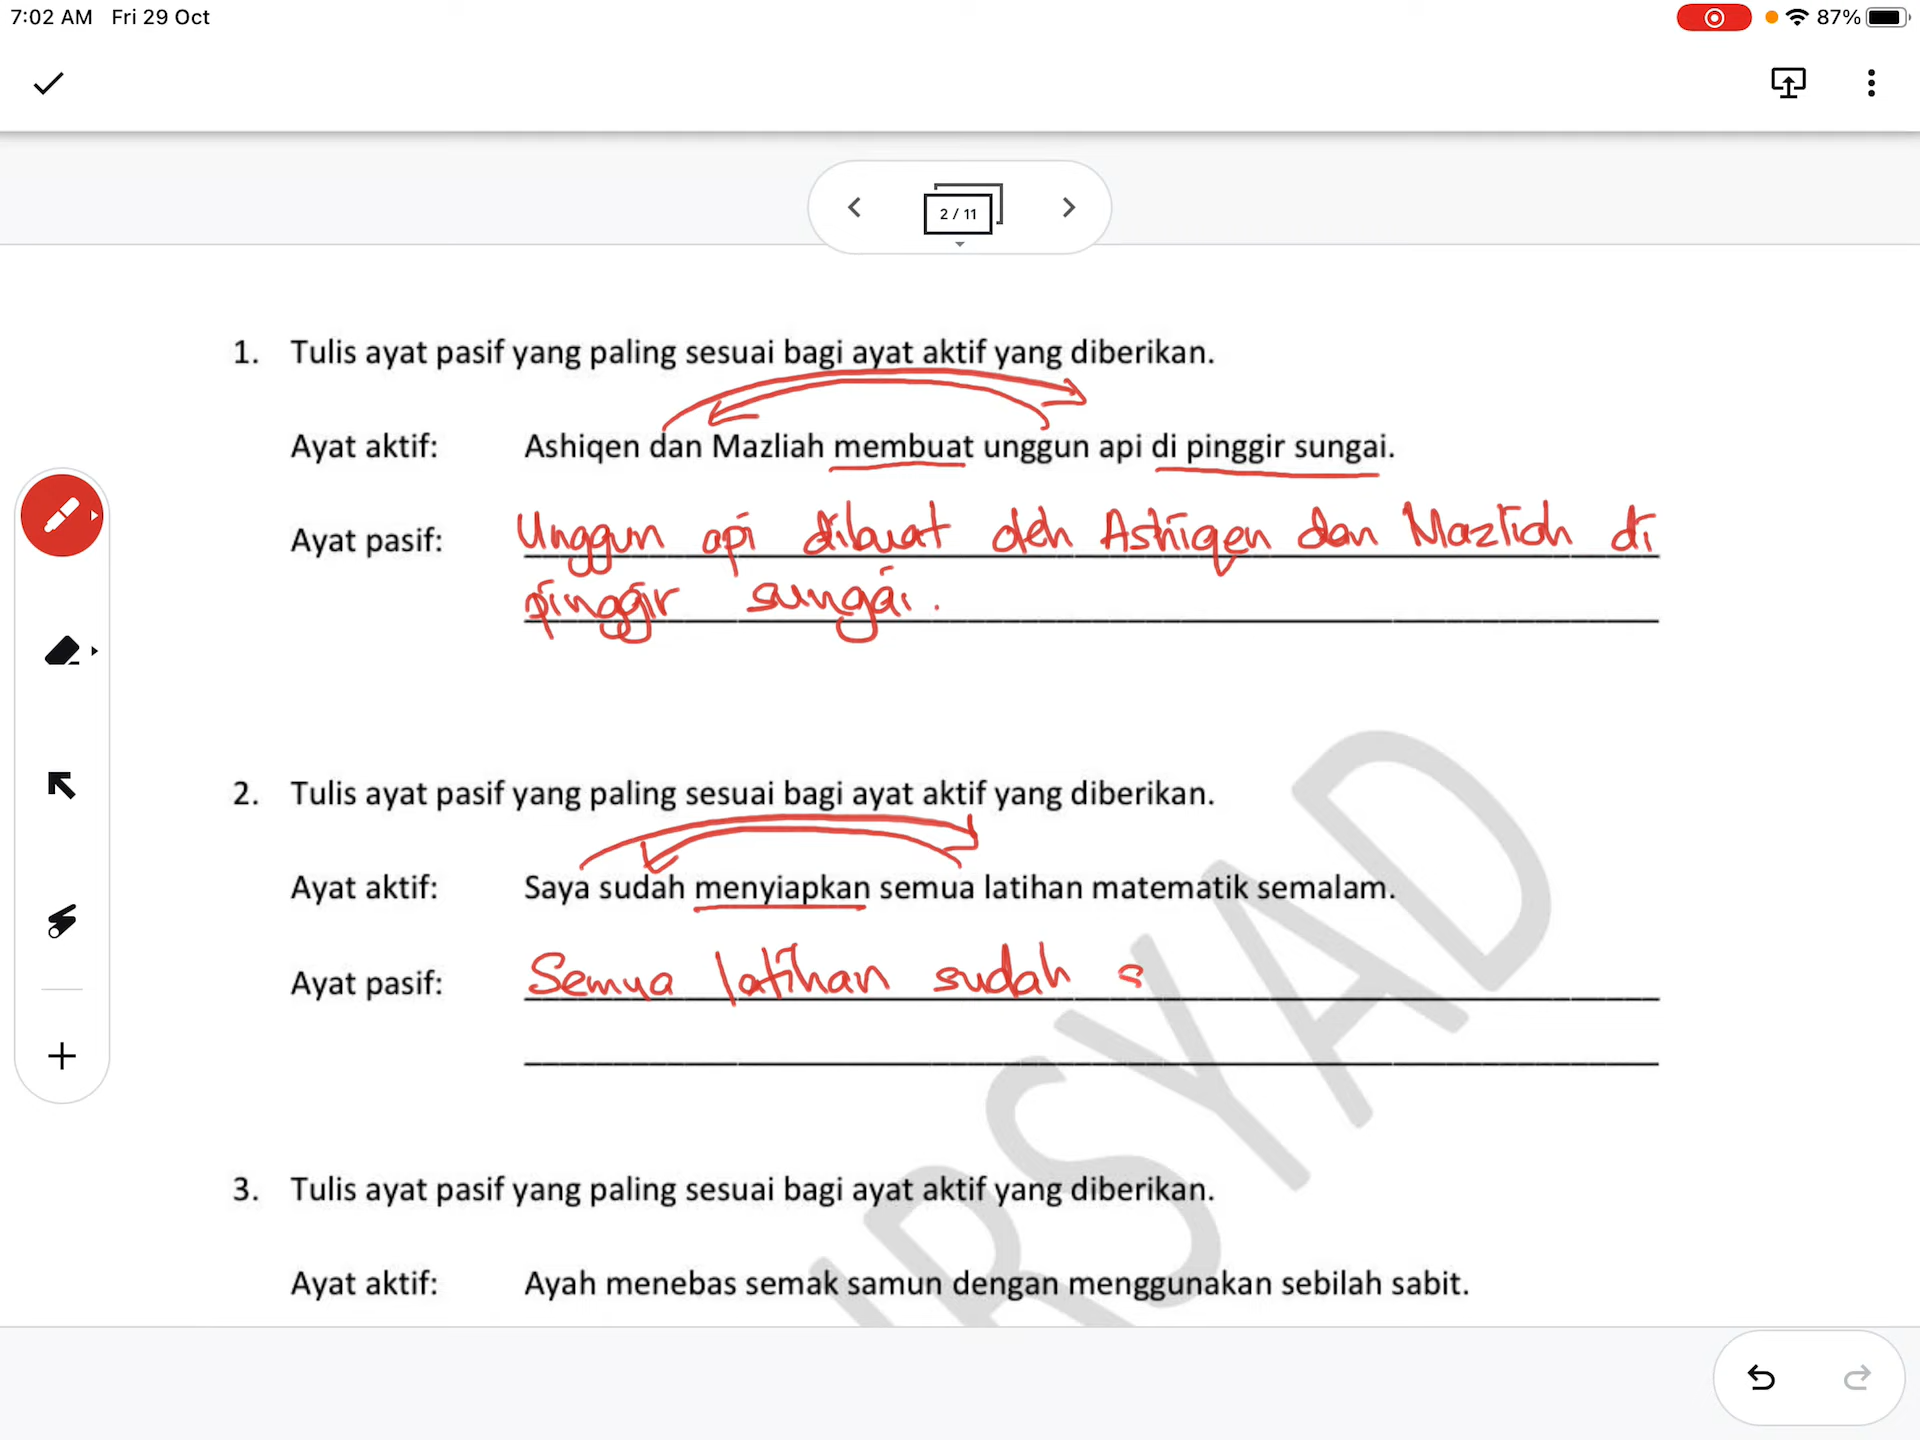 7:02 AM Fri 29 Oct 87%
2 / 11
1. Tulis ayat pasif yang paling sesuai bagi ayat aktif yang diberikan.
Ayat aktif: Ashiqen dan Mazliah membuat unggun api di pinggir sungai.
Ayat pasif: Unggun api dibuat oleh Ashiqen dan Mazliah di
pinggir sungai.
2. Tulis ayat pasif yang paling sesuai bagi ayat aktif yang diberikan.
Ayat aktif: Saya sudah menyiapkan semua latihan matematik semalam.
Ayat pasif: Semua latihan sudah s
3. Tulis ayat pasif yang paling sesuai bagi ayat aktif yang diberikan.
Ayat aktif: Ayah menebas semak samun dengan menggunakan sebilah sabit.
IRSYAD